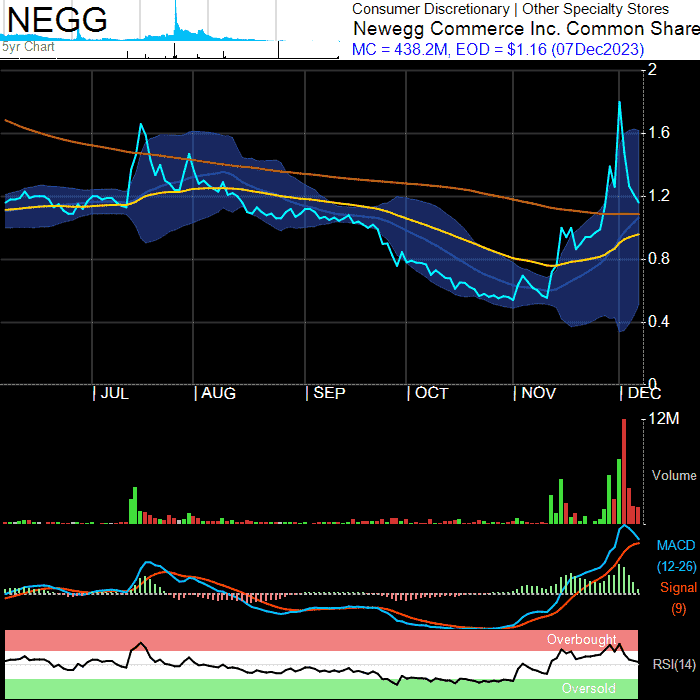 NEGG
5yr Chart
Consumer Discretionary | Other Specialty Stores
Newegg Commerce Inc. Common Share
MC = 438.2M, EOD = $1.16 (07Dec2023)
2
1.6
1.2
0.8
0.4
0
| JUL | AUG | SEP | OCT | NOV | DEC
12M
Volume
MACD
(12-26)
Signal
(9)
Overbought
RSI(14)
Oversold